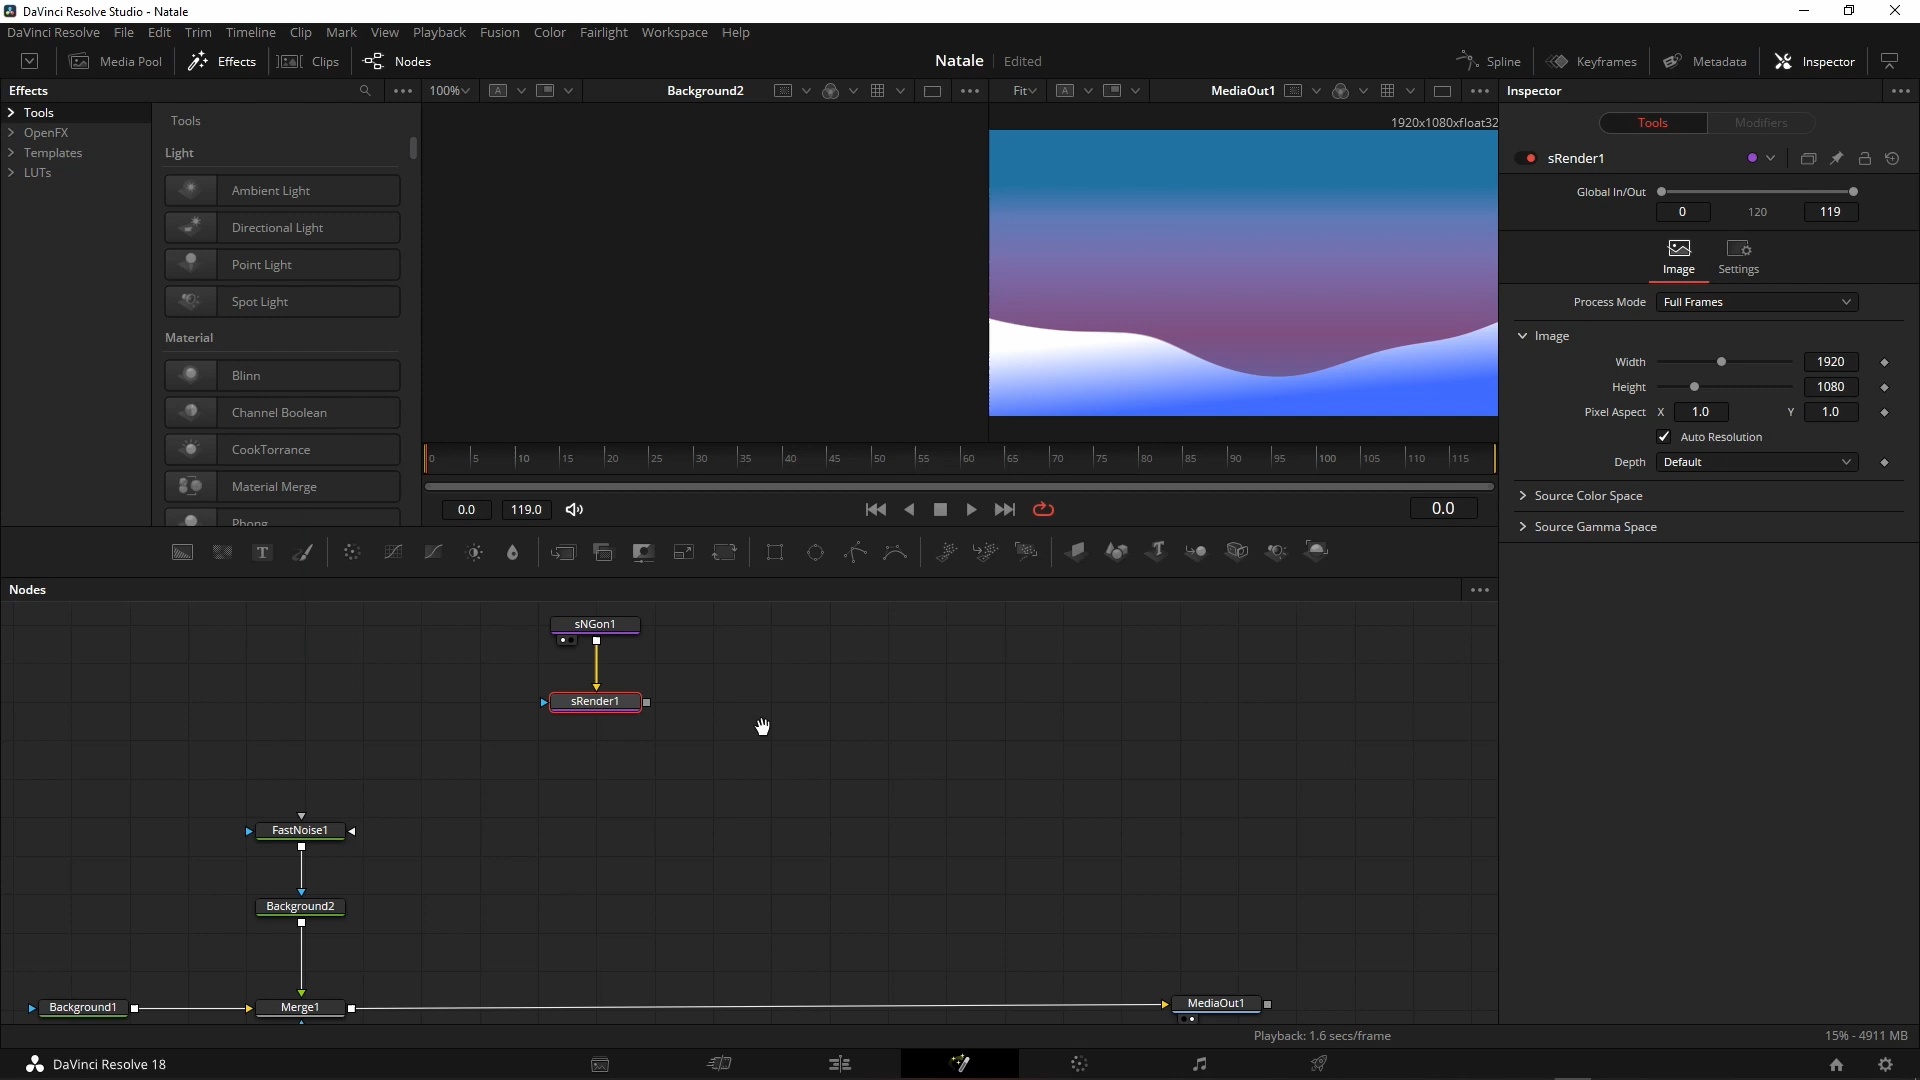 DaVinci Resolve Studio - Natale
DaVinci Resolve File Edit Trim Timeline Clip Mark View Playback Fusion Color Fairlight Workspace Help
Media Pool Effects Clips Nodes Natale Edited Spline Keyframes Metadata Inspector
Effects 100% A Background2 Fit A MediaOut1 Inspector
Tools
OpenFX
Templates
LUTs
Tools
Light
Ambient Light
Directional Light
Point Light
Spot Light
Material
Blinn
Channel Boolean
CookTorrance
Material Merge
Phong
1920x1080xfloat32
0 5 10 15 20 25 30 35 40 45 50 55 60 65 70 75 80 85 90 95 100 105 110 115
0.0 119.0 0.0
Tools Modifiers
sRender1
Global In/Out
0 120 119
Image Settings
Process Mode Full Frames
Image
Width 1920
Height 1080
Pixel Aspect X 1.0 Y 1.0
Auto Resolution
Depth Default
Source Color Space
Source Gamma Space
T
Nodes
sNGon1
sRender1
FastNoise1
Background2
Background1 Merge1 MediaOut1
Playback: 1.6 secs/frame 15% - 4911 MB
DaVinci Resolve 18